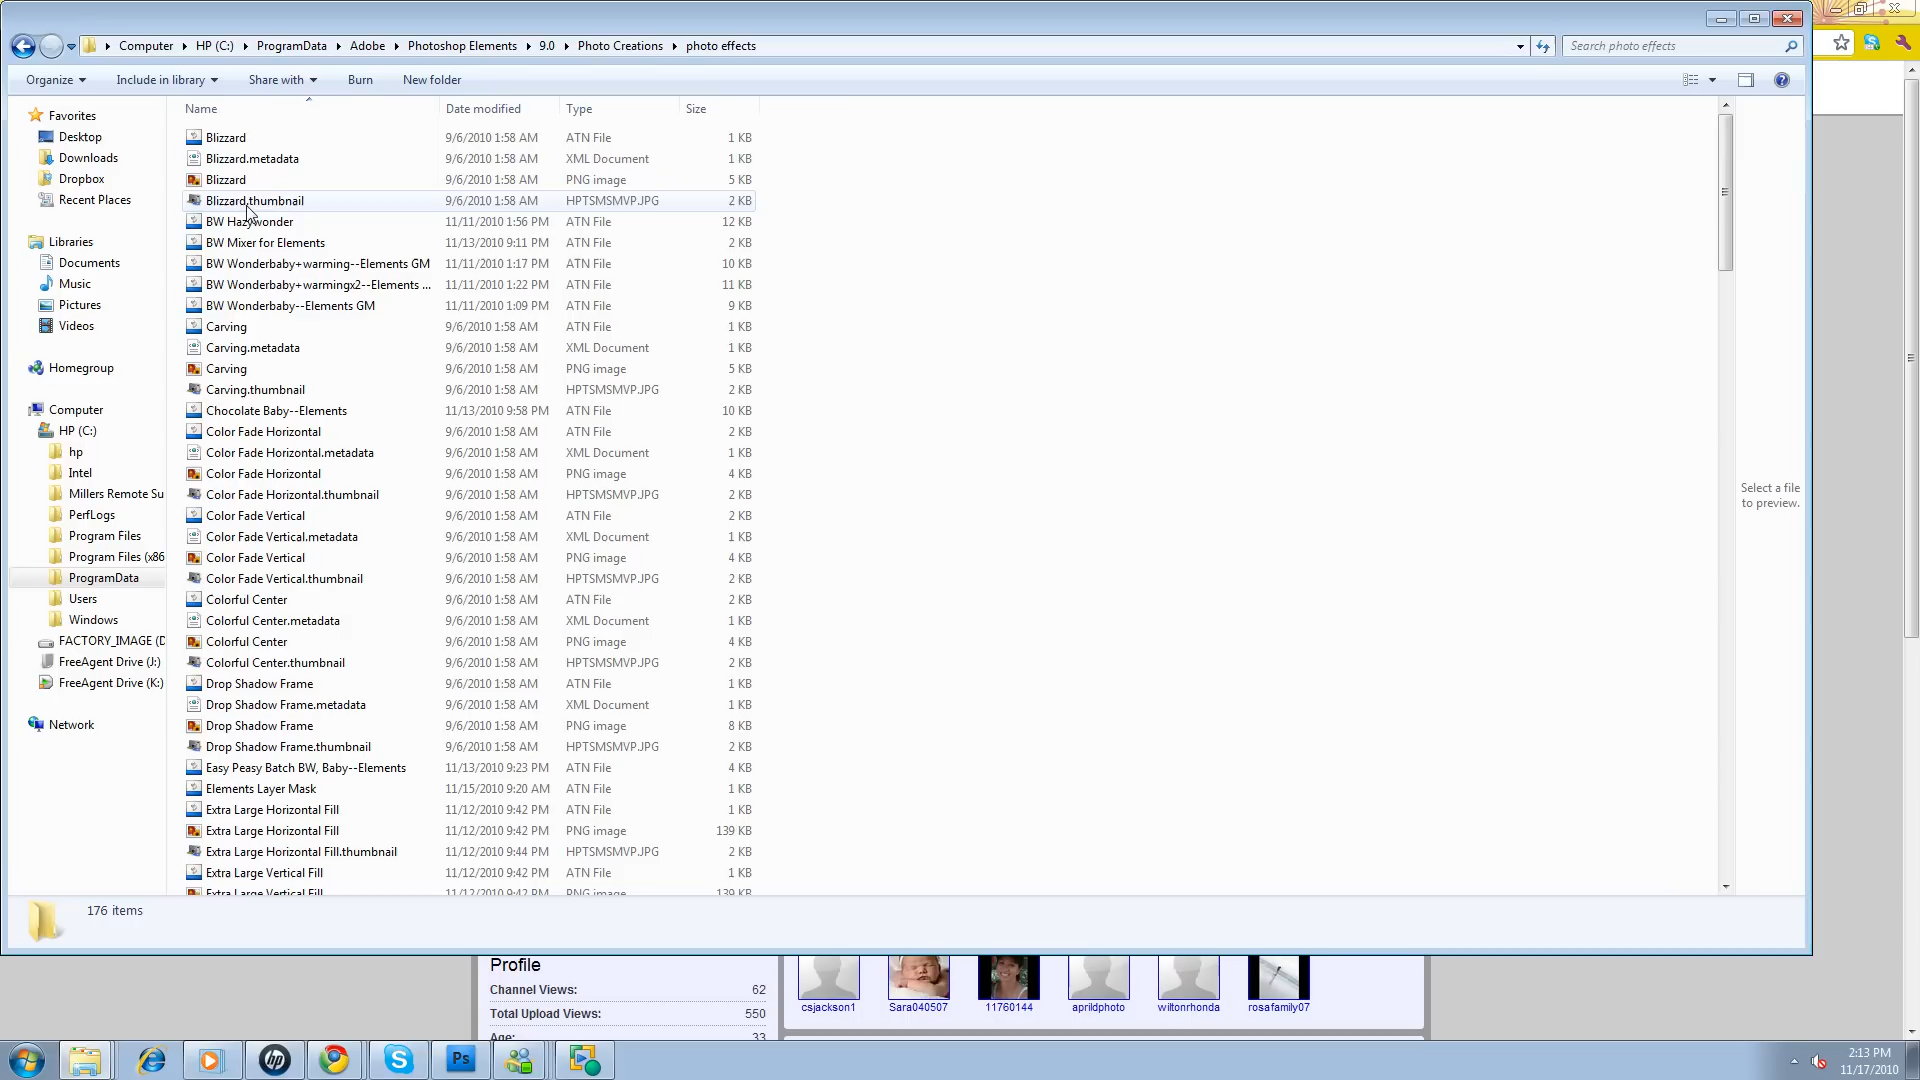 Computer HP (C:) ProgramData Adobe Photoshop Elements 9.0 Photo Creations photo effects Search photo effects
Organize Include in library Share with Burn New folder
Favorites
Desktop
Downloads
Dropbox
Recent Places
Libraries
Documents
Music
Pictures
Videos
Homegroup
Computer
HP (C:)
hp
Intel
Millers Remote Su
PerfLogs
Program Files
Program Files (x86
ProgramData
Users
Windows
FACTORY_IMAGE (D
FreeAgent Drive (J:)
FreeAgent Drive (K:)
Network
Name Date modified Type Size
Blizzard 9/6/2010 1:58 AM ATN File 1 KB
Blizzard.metadata 9/6/2010 1:58 AM XML Document 1 KB
Blizzard 9/6/2010 1:58 AM PNG image 5 KB
Blizzard.thumbnail 9/6/2010 1:58 AM HPTSMSMVP.JPG 2 KB
BW Hazywonder 11/11/2010 1:56 PM ATN File 12 KB
BW Mixer for Elements 11/13/2010 9:11 PM ATN File 2 KB
BW Wonderbaby+warming--Elements GM 11/11/2010 1:17 PM ATN File 10 KB
BW Wonderbaby+warmingx2--Elements ... 11/11/2010 1:22 PM ATN File 11 KB
BW Wonderbaby--Elements GM 11/11/2010 1:09 PM ATN File 9 KB
Carving 9/6/2010 1:58 AM ATN File 1 KB
Carving.metadata 9/6/2010 1:58 AM XML Document 1 KB
Carving 9/6/2010 1:58 AM PNG image 5 KB
Carving.thumbnail 9/6/2010 1:58 AM HPTSMSMVP.JPG 2 KB
Chocolate Baby--Elements 11/13/2010 9:58 PM ATN File 10 KB
Color Fade Horizontal 9/6/2010 1:58 AM ATN File 2 KB
Color Fade Horizontal.metadata 9/6/2010 1:58 AM XML Document 1 KB
Color Fade Horizontal 9/6/2010 1:58 AM PNG image 4 KB
Color Fade Horizontal.thumbnail 9/6/2010 1:58 AM HPTSMSMVP.JPG 2 KB
Color Fade Vertical 9/6/2010 1:58 AM ATN File 2 KB
Color Fade Vertical.metadata 9/6/2010 1:58 AM XML Document 1 KB
Color Fade Vertical 9/6/2010 1:58 AM PNG image 4 KB
Color Fade Vertical.thumbnail 9/6/2010 1:58 AM HPTSMSMVP.JPG 2 KB
Colorful Center 9/6/2010 1:58 AM ATN File 2 KB
Colorful Center.metadata 9/6/2010 1:58 AM XML Document 1 KB
Colorful Center 9/6/2010 1:58 AM PNG image 4 KB
Colorful Center.thumbnail 9/6/2010 1:58 AM HPTSMSMVP.JPG 2 KB
Drop Shadow Frame 9/6/2010 1:58 AM ATN File 1 KB
Drop Shadow Frame.metadata 9/6/2010 1:58 AM XML Document 1 KB
Drop Shadow Frame 9/6/2010 1:58 AM PNG image 8 KB
Drop Shadow Frame.thumbnail 9/6/2010 1:58 AM HPTSMSMVP.JPG 2 KB
Easy Peasy Batch BW, Baby--Elements 11/13/2010 9:23 PM ATN File 4 KB
Elements Layer Mask 11/15/2010 9:20 AM ATN File 1 KB
Extra Large Horizontal Fill 11/12/2010 9:42 PM ATN File 1 KB
Extra Large Horizontal Fill 11/12/2010 9:42 PM PNG image 139 KB
Extra Large Horizontal Fill.thumbnail 11/12/2010 9:44 PM HPTSMSMVP.JPG 2 KB
Extra Large Vertical Fill 11/12/2010 9:42 PM ATN File 1 KB
Extra Large Vertical Fill 11/12/2010 9:42 PM PNG image 139 KB
Select a file
to preview.
176 items
Profile
Channel Views: 62
Total Upload Views: 550
Age: 33
csjackson1 Sara040507 11760144 aprildphoto wiltonrhonda rosafamily07
hp Ps
2:13 PM
11/17/2010